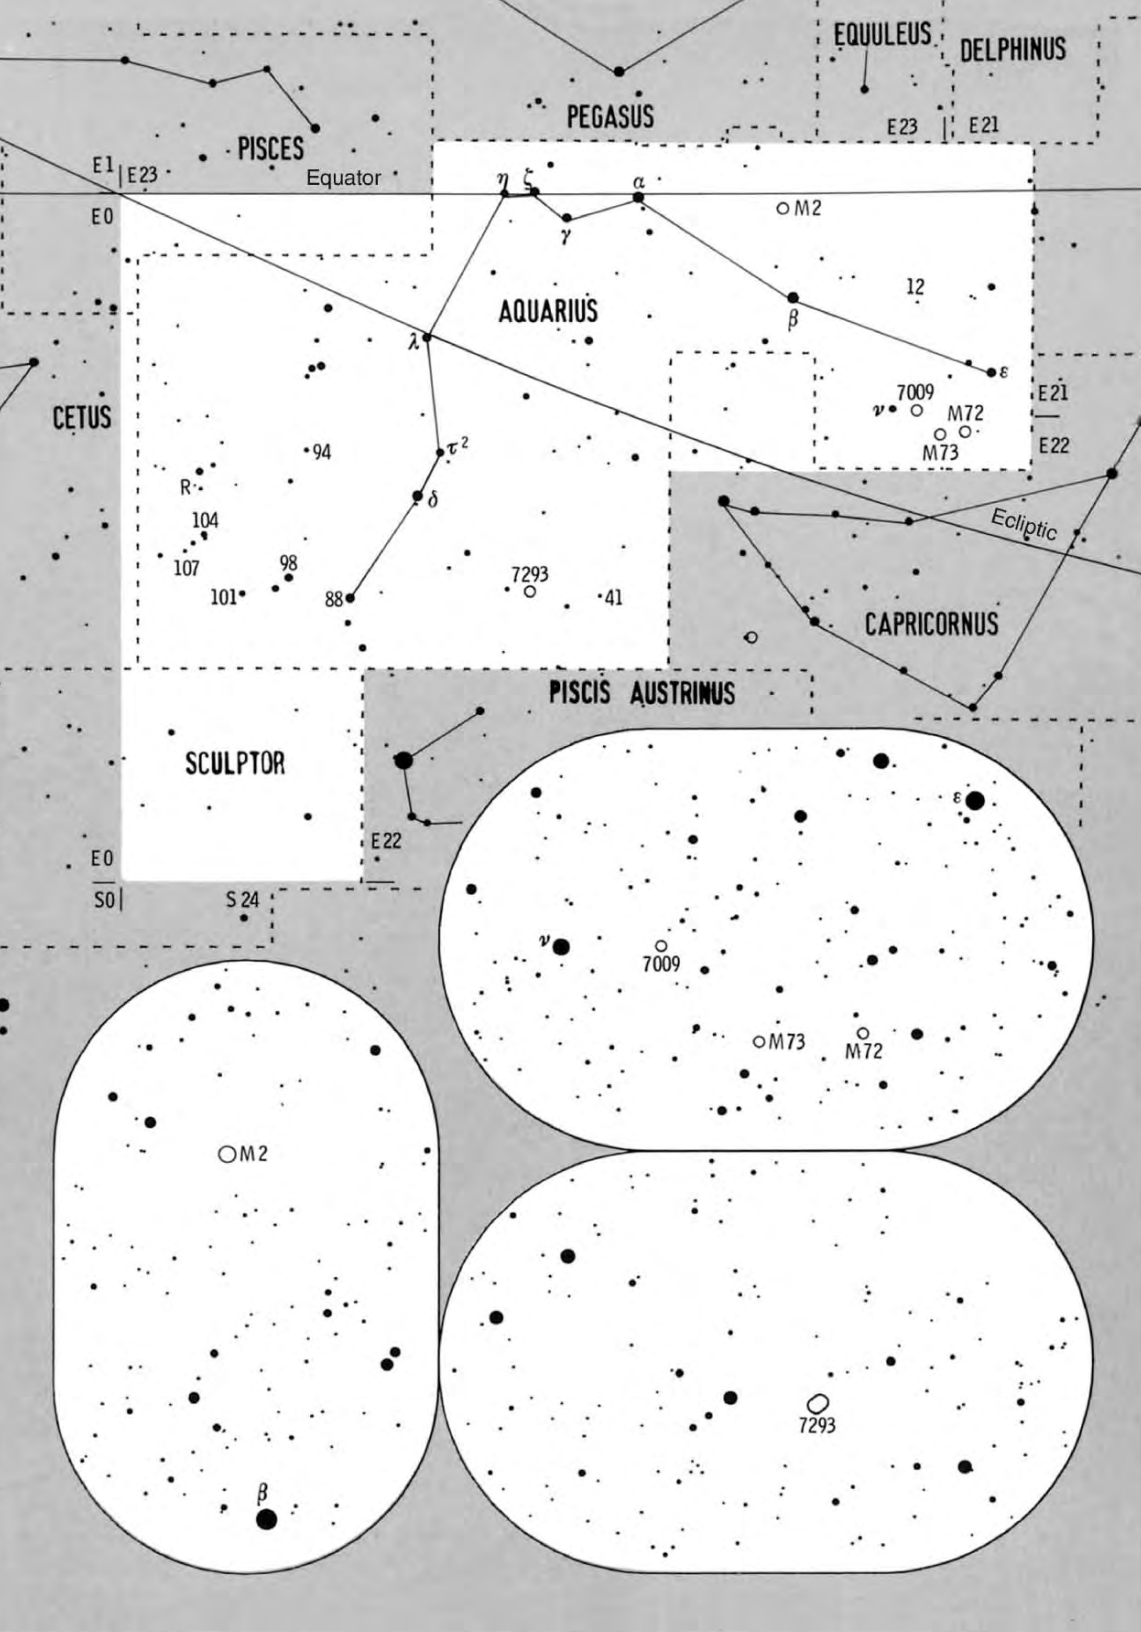 EQUULEUS
DELPHINUS
PEGASUS
E23
E21
PISCES
E1
E23
Equator
η
ζ
α
E0
M2
γ
AQUARIUS
12
β
λ
ε
E21
7009
ν
M72
CETUS
M73
E22
94
τ²
R
δ
104
Ecliptic
107
98
7293
101
88
41
CAPRICORNUS
PISCIS AUSTRINUS
SCULPTOR
ε
E22
E0
S0
S 24
ν
7009
M73
M72
M2
7293
β